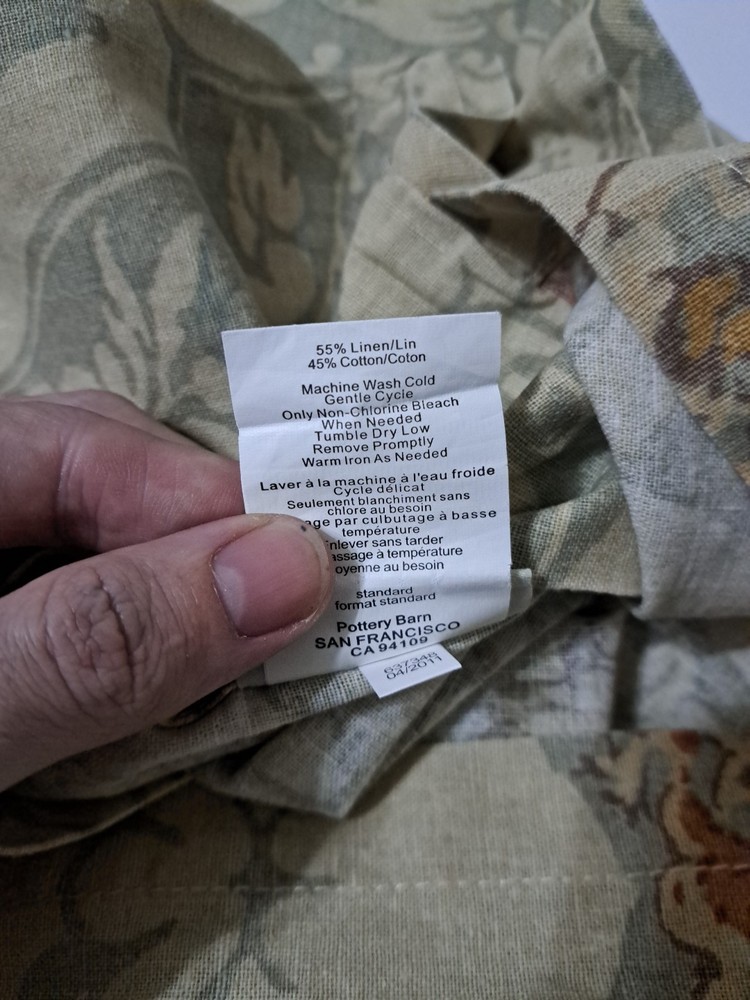 55% Linen/Lin
45% Cotton/Coton
Machine Wash Cold
Gentle Cycle
Only Non-Chlorine Bleach
When Needed
Tumble Dry Low
Remove Promptly
Warm Iron As Needed
Laver à la machine à l'eau froide
Cycle délicat
Seulement blanchiment sans
chlore au besoin
par culbutage à basse
température
sans tarder
à température
au besoin
standard
format standard
Pottery Barn
SAN FRANCISCO
CA 94109
04/2011